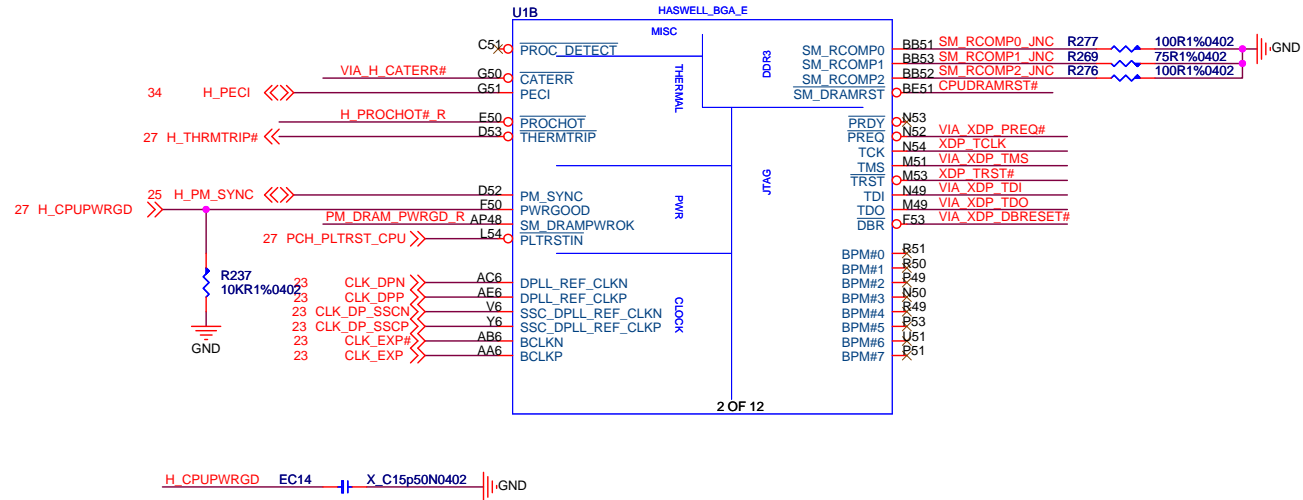 U1B
HASWELL_BGA_E
MISC
THERMAL
DDR3
JTAG
PWR
CLOCK
C51 PROC_DETECT
VIA_H_CATERR# G50 CATERR
34 H_PECI G51 PECI
H_PROCHOT#_R E50 PROCHOT
27 H_THRMTRIP# D53 THERMTRIP
25 H_PM_SYNC D52 PM_SYNC
27 H_CPUPWRGD F50 PWRGOOD
PM_DRAM_PWRGD_R AP48 SM_DRAMPWROK
27 PCH_PLTRST_CPU L54 PLTRSTIN
R237
10KR1%0402
GND
23 CLK_DPN AC6 DPLL_REF_CLKN
23 CLK_DPP AE6 DPLL_REF_CLKP
23 CLK_DP_SSCN V6 SSC_DPLL_REF_CLKN
23 CLK_DP_SSCP Y6 SSC_DPLL_REF_CLKP
23 CLK_EXP# AB6 BCLKN
23 CLK_EXP AA6 BCLKP
SM_RCOMP0 BB51 SM_RCOMP0_JNC R277 100R1%0402 GND
SM_RCOMP1 BB53 SM_RCOMP1_JNC R269 75R1%0402
SM_RCOMP2 BB52 SM_RCOMP2_JNC R276 100R1%0402
SM_DRAMRST BE51 CPUDRAMRST#
PRDY N53
PREQ N52 VIA_XDP_PREQ#
TCK N54 XDP_TCLK
TMS M51 VIA_XDP_TMS
TRST M53 XDP_TRST#
TDI N49 VIA_XDP_TDI
TDO M49 VIA_XDP_TDO
DBR F53 VIA_XDP_DBRESET#
BPM#0 R51
BPM#1 R50
BPM#2 P49
BPM#3 N50
BPM#4 R49
BPM#5 P53
BPM#6 U51
BPM#7 P51
2 OF 12
H_CPUPWRGD EC14 X_C15p50N0402 GND